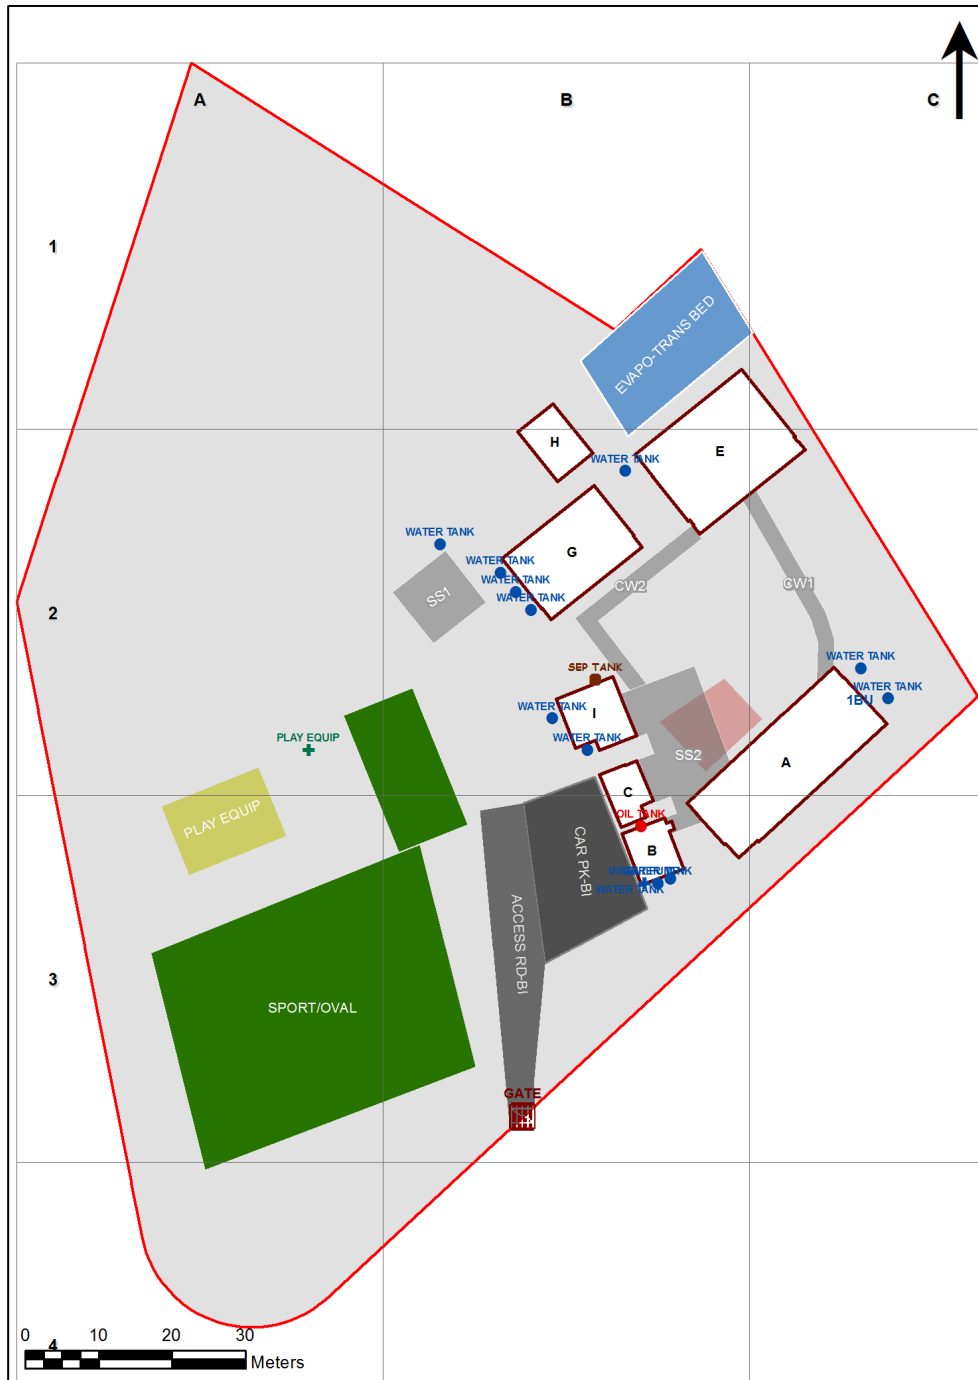 A
B
C
1
EVAPO-TRANS BED
H
E
WATER TANK
WATER TANK
G
WATER TANK
WATER TANK
WATER TANK
SS1
CW2
CW1
2
SEP TANK
WATER TANK
WATER TANK
1BU
WATER TANK
I
PLAY EQUIP
WATER TANK
SS2
A
C
PLAY EQUIP
OIL TANK
CAR PK-BI
B
WATER TANK
ACCESS RD-BI
3
SPORT/OVAL
GATE
0 10 20 30
4
Meters